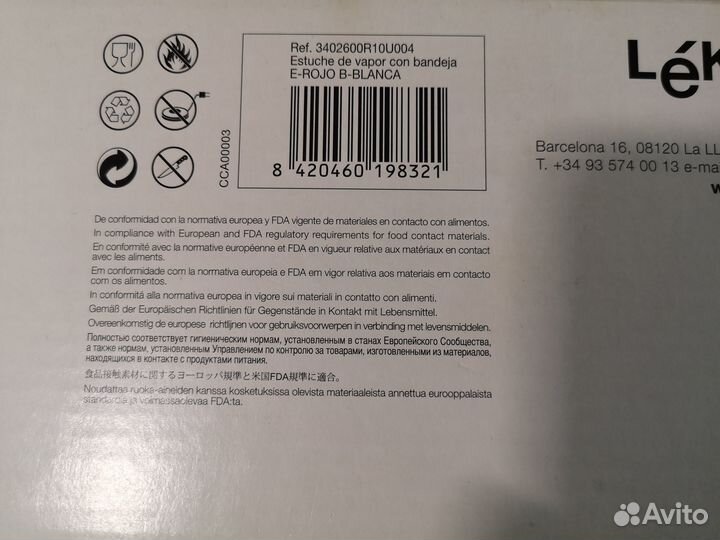 Ref. 3402600R10U004
Estuche de vapor con bandeja
E-ROJO B-BLANCA
8 420460 198321
CCA00003
LéK
Barcelona 16, 08120 La LL
T. +34 93 574 00 13 e-mai
w
De conformidad con la normativa europea y FDA vigente de materiales en contacto con alimentos.
In compliance with European and FDA regulatory requirements for food contact materials.
En conformité avec la normative européenne et FDA en vigueur relative aux matériaux en contact
avec les aliments.
Em conformidade com a normativa europeia e FDA em vigor relativa aos materiais em contacto
com os alimentos.
In conformitá alla normativa europea in vigore sui materiali in contatto con alimenti.
Gemäß der Europäischen Richtlinien für Gegenstände in Kontakt mit Lebensmittel.
Overeenkomstig de europese richtlijnen voor gebruiksvoorwerpen in verbinding met levensmiddelen.
Полностью соответствует гигиеническим нормам, установленным в станах Европейского Сообщества,
а также нормам, установленным Управлением по контролю за товарами, изготовленными из материалов,
находящихся в контакте с продуктами питания.
食品接触素材に関するヨーロッパ規準と米国FDA規準に適合。
Noudattaa ruoka-aineiden kanssa kosketuksissa olevista materiaaleista annettua eurooppalaista
standardia ja voimassaolevaa FDA:ta.
Avito